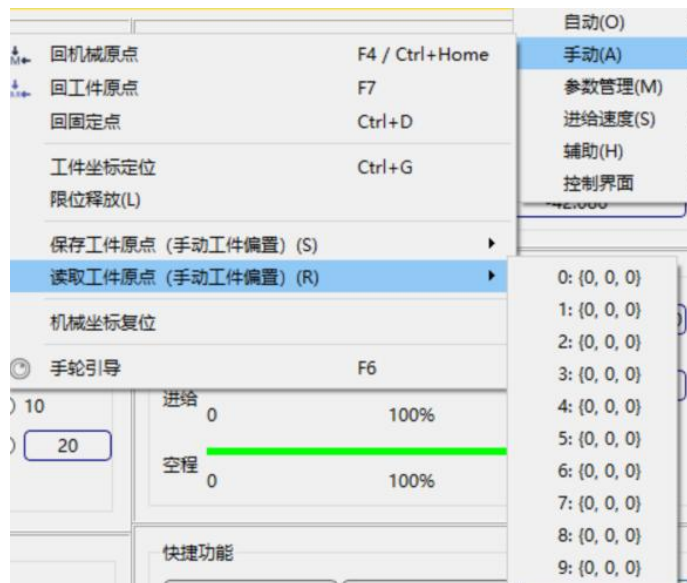 自动(O)
手动(A)
参数管理(M)
进给速度(S)
辅助(H)
控制界面
回机械原点 F4 / Ctrl+Home
回工件原点 F7
回固定点 Ctrl+D
工件坐标定位 Ctrl+G
限位释放(L)
保存工件原点 (手动工件偏置) (S)
读取工件原点 (手动工件偏置) (R)
机械坐标复位
手轮引导 F6
0: {0, 0, 0}
1: {0, 0, 0}
2: {0, 0, 0}
3: {0, 0, 0}
4: {0, 0, 0}
5: {0, 0, 0}
6: {0, 0, 0}
7: {0, 0, 0}
8: {0, 0, 0}
9: {0, 0, 0}
10
20
进给 0 100%
空程 0 100%
快捷功能